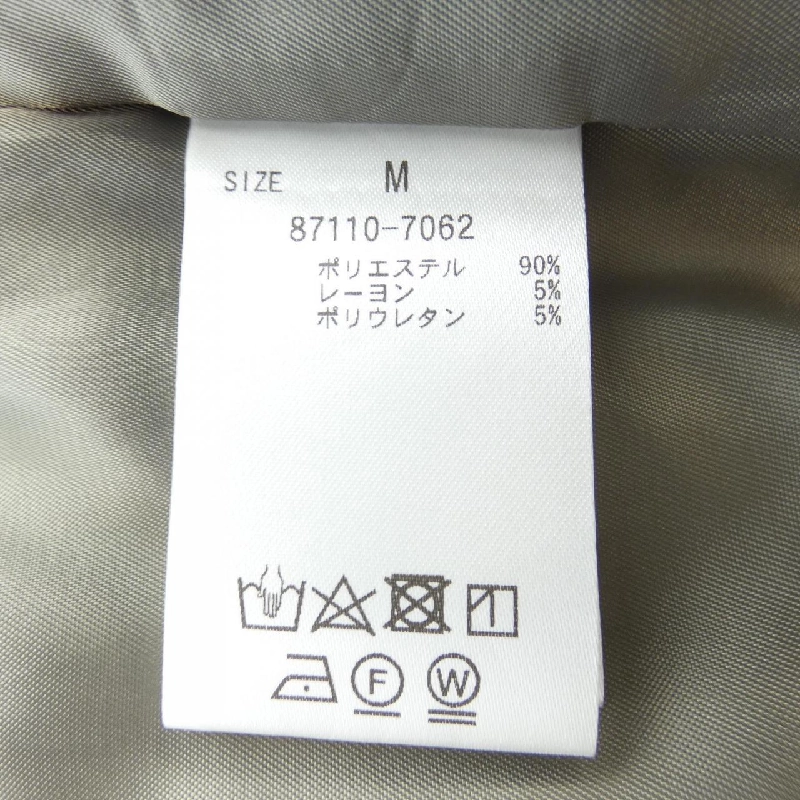 SIZE M
87110-7062
ポリエステル 90%
レーヨン 5%
ポリウレタン 5%
F W